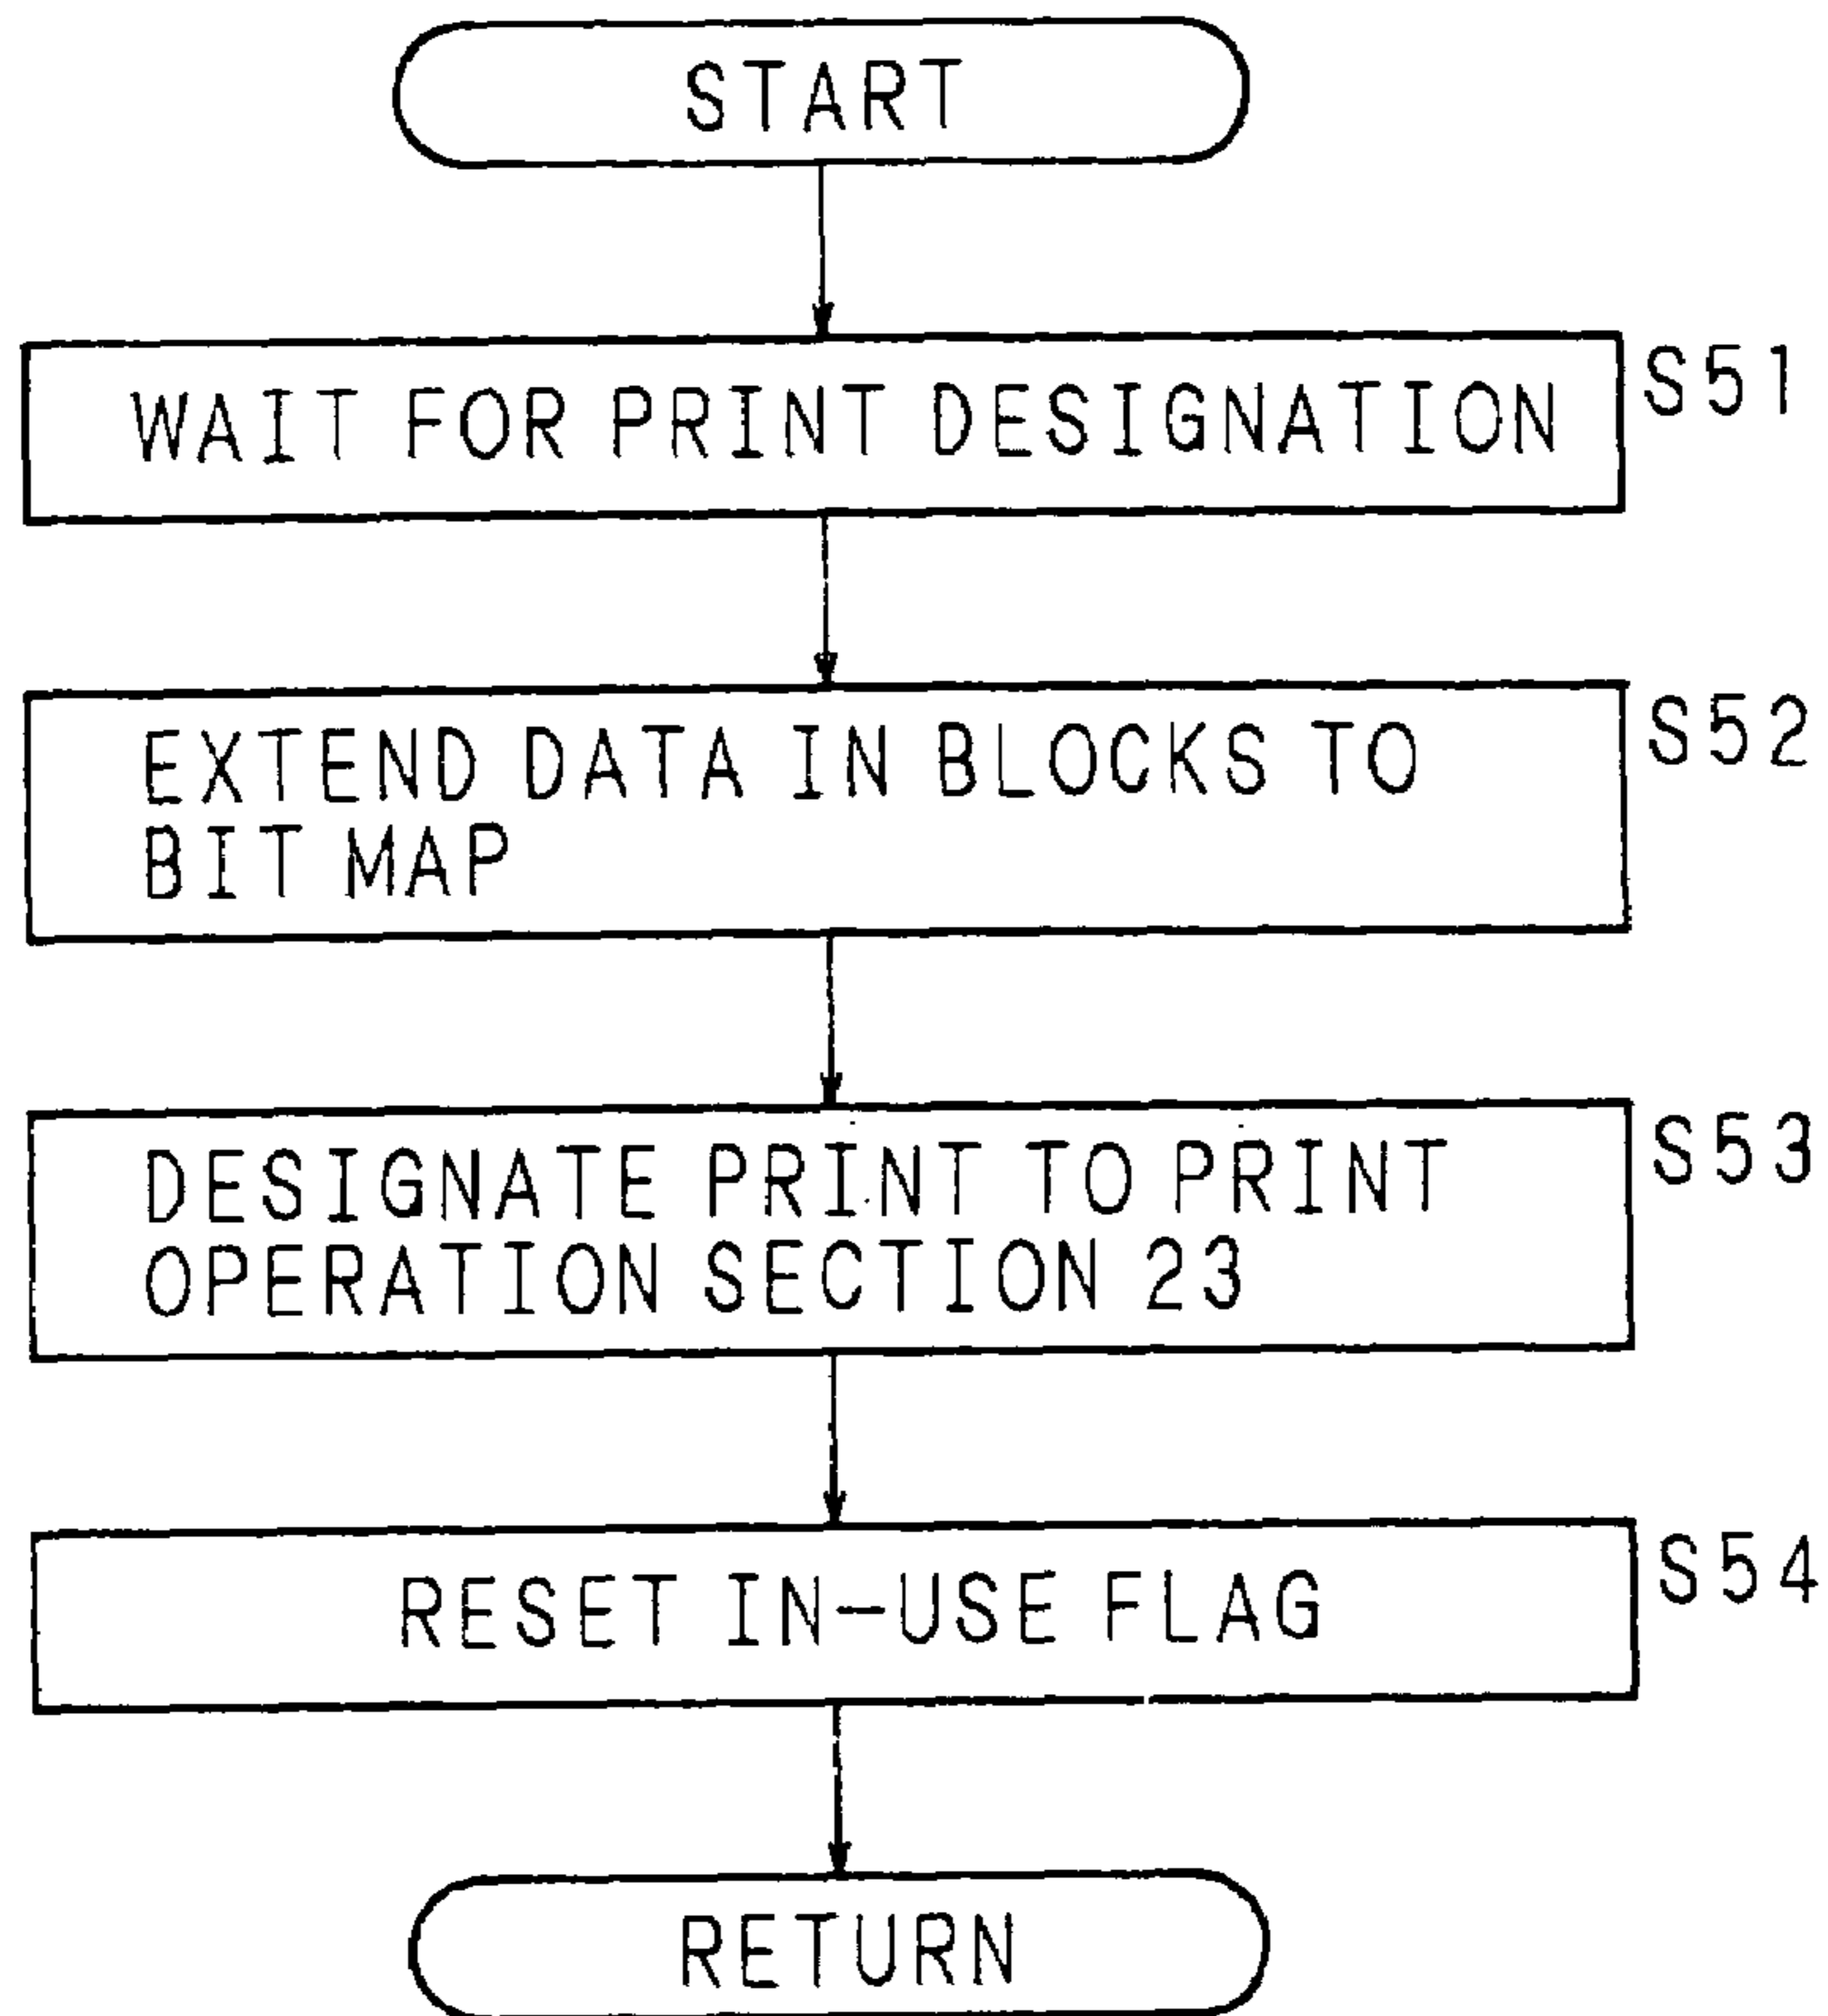 START
WAIT FOR PRINT DESIGNATION
S51
EXTEND DATA IN BLOCKS TO
BIT MAP
S52
DESIGNATE PRINT TO PRINT
OPERATION SECTION 23
S53
RESET IN-USE FLAG
S54
RETURN